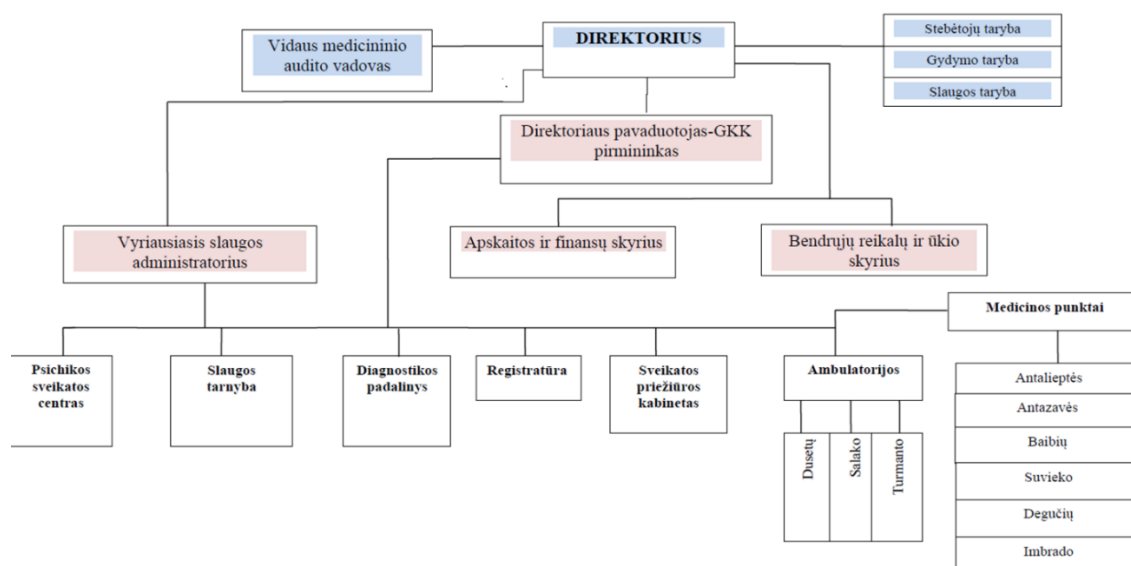 Vidaus medicininio
audito vadovas
DIREKTORIUS
Stebėtojų taryba
Gydymo taryba
Slaugos taryba
Direktoriaus pavaduotojas-GKK
pirmininkas
Vyriausiasis slaugos
administratorius
Apskaitos ir finansų skyrius
Bendrųjų reikalų ir ūkio
skyrius
Medicinos punktai
Psichikos
sveikatos
centras
Slaugos
tarnyba
Diagnostikos
padalinys
Registratūra
Sveikatos
priežiūros
kabinetas
Ambulatorijos
Dusetų
Salako
Turmanto
Antalieptės
Antazavės
Baibių
Suvieko
Degučių
Imbrado